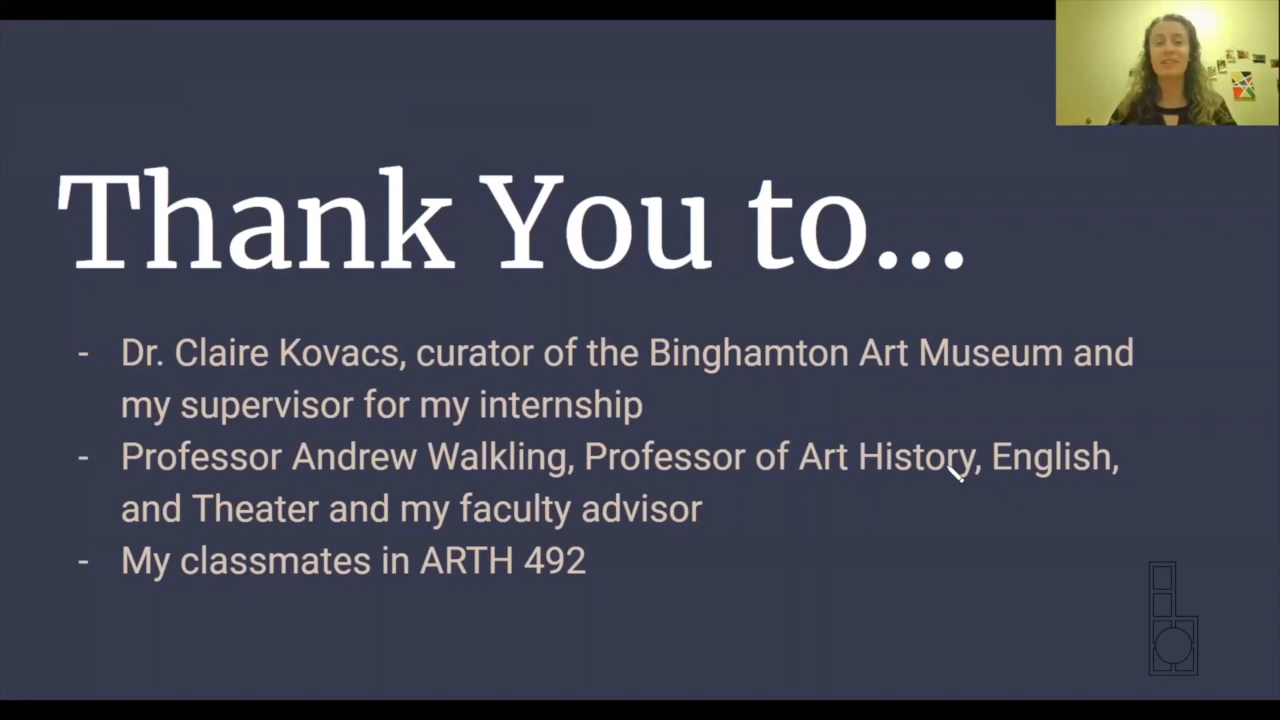 Thank You to...
- Dr. Claire Kovacs, curator of the Binghamton Art Museum and
my supervisor for my internship
- Professor Andrew Walkling, Professor of Art History, English,
and Theater and my faculty advisor
- My classmates in ARTH 492